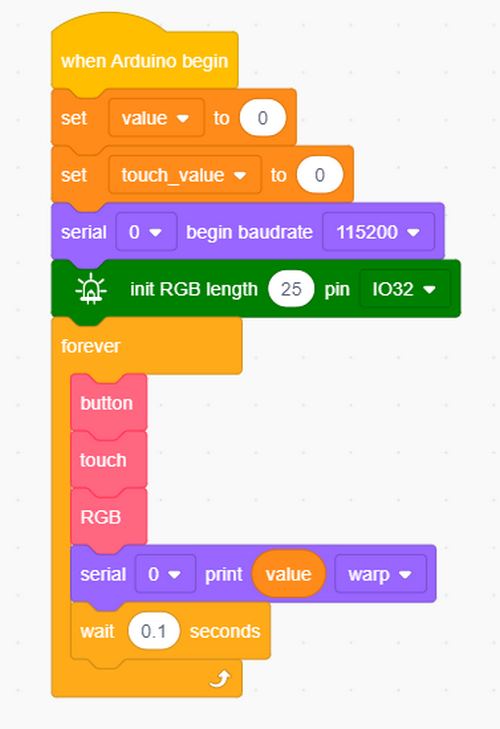 when Arduino begin
set value to 0
set touch_value to 0
serial 0 begin baudrate 115200
init RGB length 25 pin IO32
forever
button
touch
RGB
serial 0 print value warp
wait 0.1 seconds